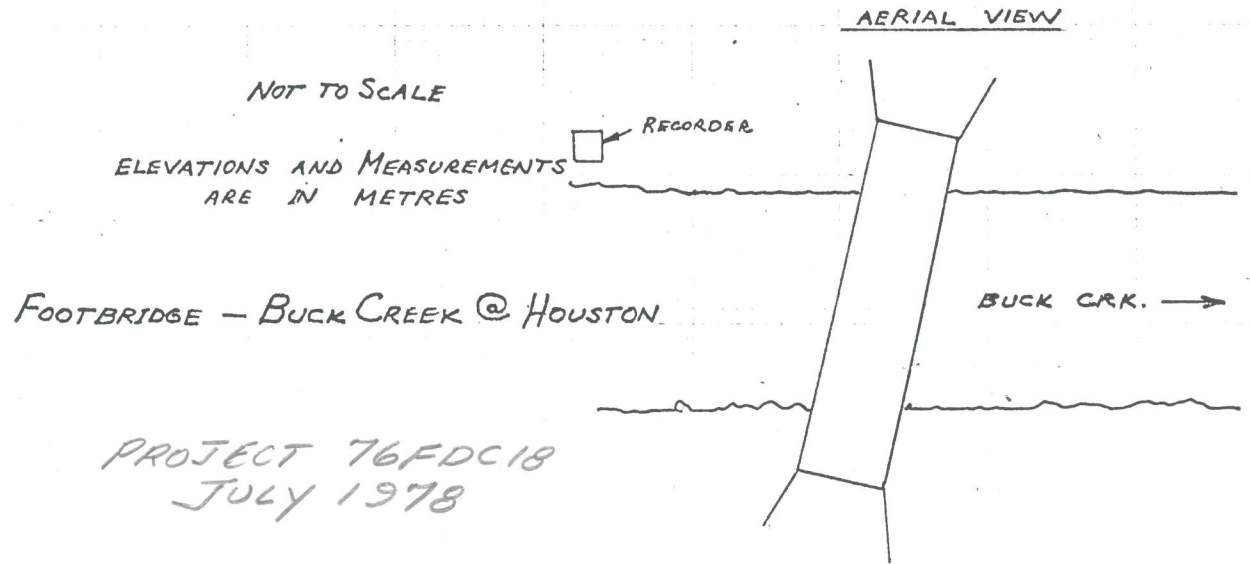 AERIAL VIEW
NOT TO SCALE
RECORDER
ELEVATIONS AND MEASUREMENTS
ARE IN METRES
FOOTBRIDGE - BUCK CREEK @ HOUSTON
BUCK CRK.
PROJECT 76FDC18
JULY 1978